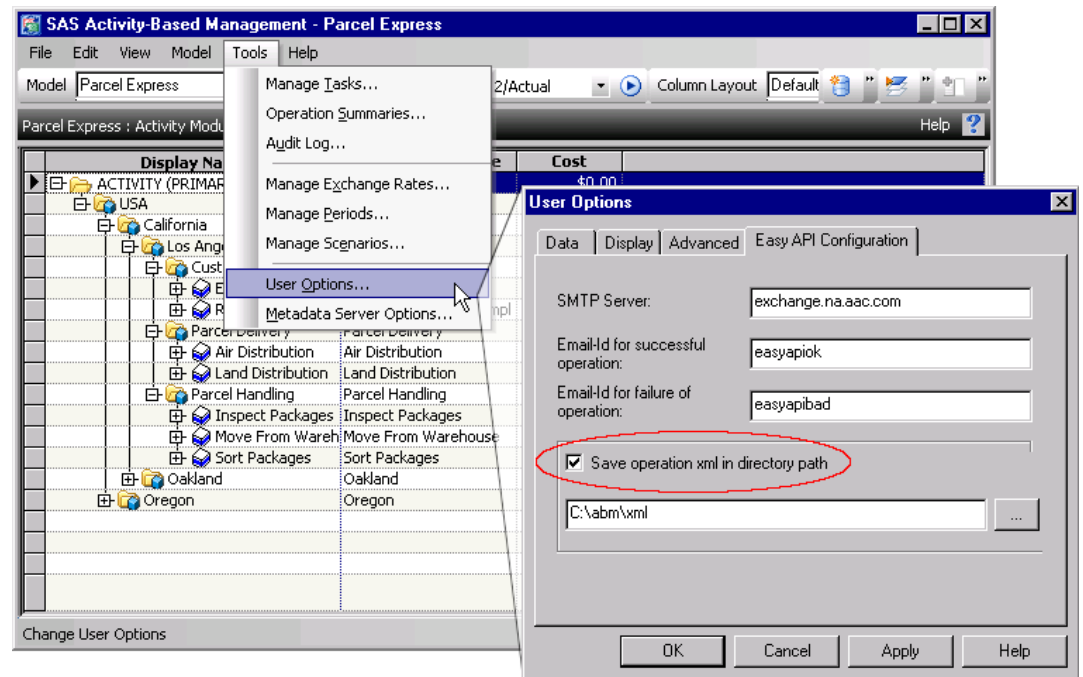 SAS Activity-Based Management - Parcel Express
File Edit View Model Tools Help
Model Parcel Express 2/Actual Column Layout Default
Parcel Express : Activity Modu Help
Manage Tasks...
Operation Summaries...
Audit Log...
Manage Exchange Rates...
Manage Periods...
Manage Scenarios...
User Options...
Metadata Server Options...
Display Na e Cost
ACTIVITY (PRIMAR $0.00
USA
California
Los Ang
Cust
E
R mpl
Parcel Delivery Parcel Delivery
Air Distribution Air Distribution
Land Distribution Land Distribution
Parcel Handling Parcel Handling
Inspect Packages Inspect Packages
Move From Wareh Move From Warehouse
Sort Packages Sort Packages
Oakland Oakland
Oregon Oregon
Change User Options
User Options
Data Display Advanced Easy API Configuration
SMTP Server: exchange.na.aac.com
Email-Id for successful operation: easyapiok
Email-Id for failure of operation: easyapibad
Save operation xml in directory path
C:\abm\xml ...
OK Cancel Apply Help